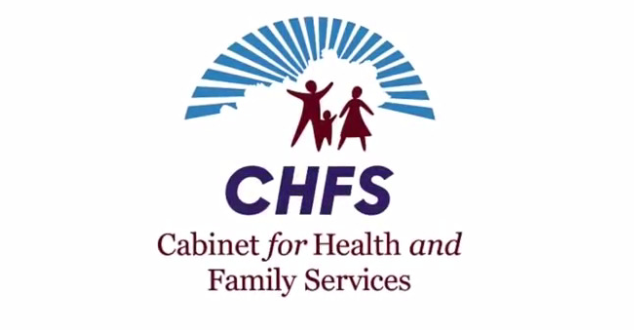 CHFS
Cabinet for Health and
Family Services